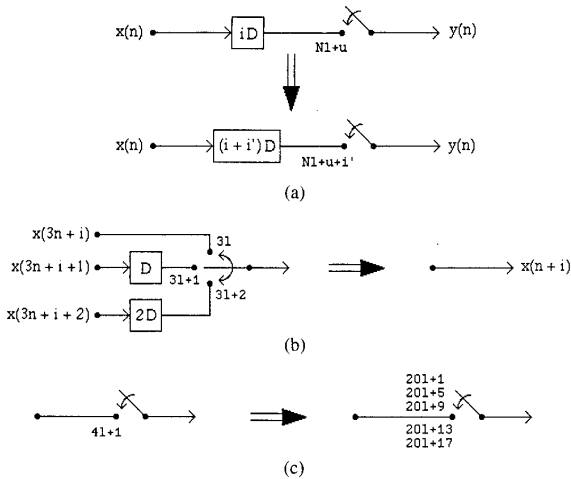 x(n) iD Nl+u y(n)
x(n) (i + i') D Nl+u+i' y(n)
(a)
x(3n + i) 3l
x(3n + i +1) D 3l+1 x(n + i)
3l+2
x(3n + i + 2) 2D
(b)
20l+1
20l+5
20l+9
4l+1 20l+13
20l+17
(c)